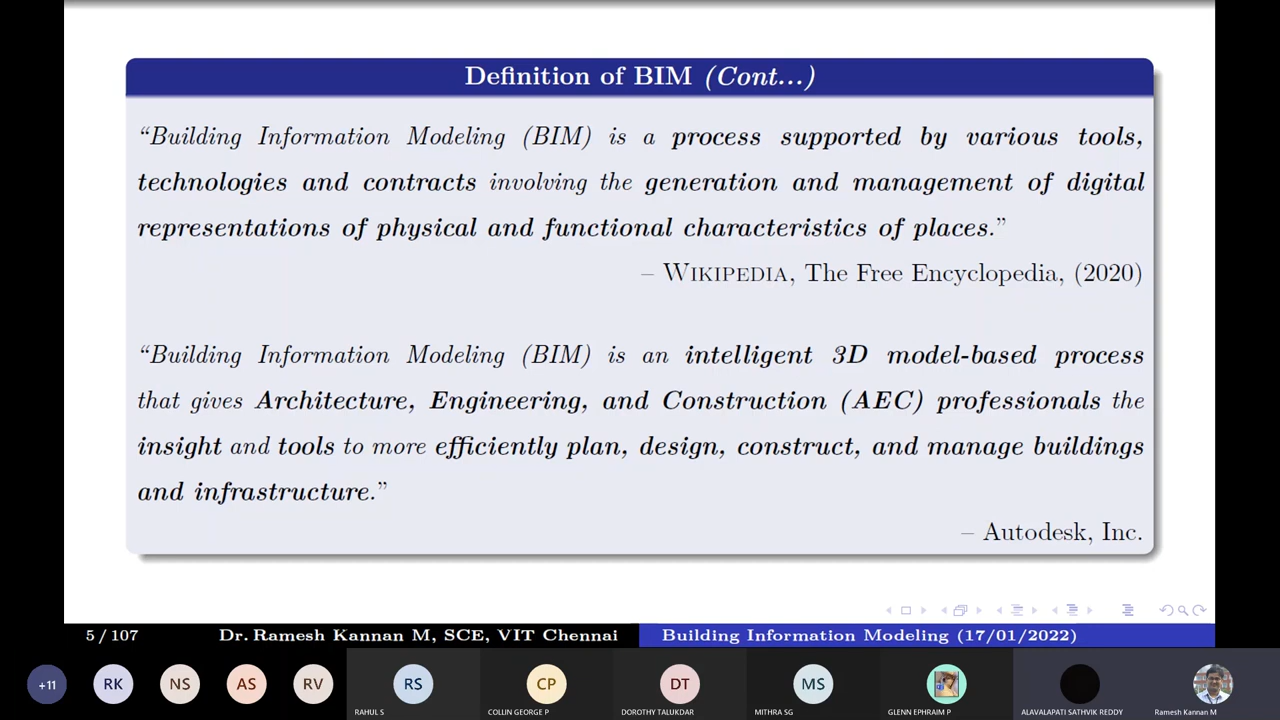 Definition of BIM (Cont...)
“Building Information Modeling (BIM) is a process supported by various tools,
technologies and contracts involving the generation and management of digital
representations of physical and functional characteristics of places.”
– Wikipedia, The Free Encyclopedia, (2020)
“Building Information Modeling (BIM) is an intelligent 3D model-based process
that gives Architecture, Engineering, and Construction (AEC) professionals the
insight and tools to more efficiently plan, design, construct, and manage buildings
and infrastructure.”
– Autodesk, Inc.
5 / 107 Dr. Ramesh Kannan M, SCE, VIT Chennai Building Information Modeling (17/01/2022)
+11 RK NS AS RV RS CP DT MS
RAHUL S COLLIN GEORGE P DOROTHY TALUKDAR MITHRA SG GLENN EPHRAIM P ALAVALAPATI SATHVIK REDDY Ramesh Kannan M